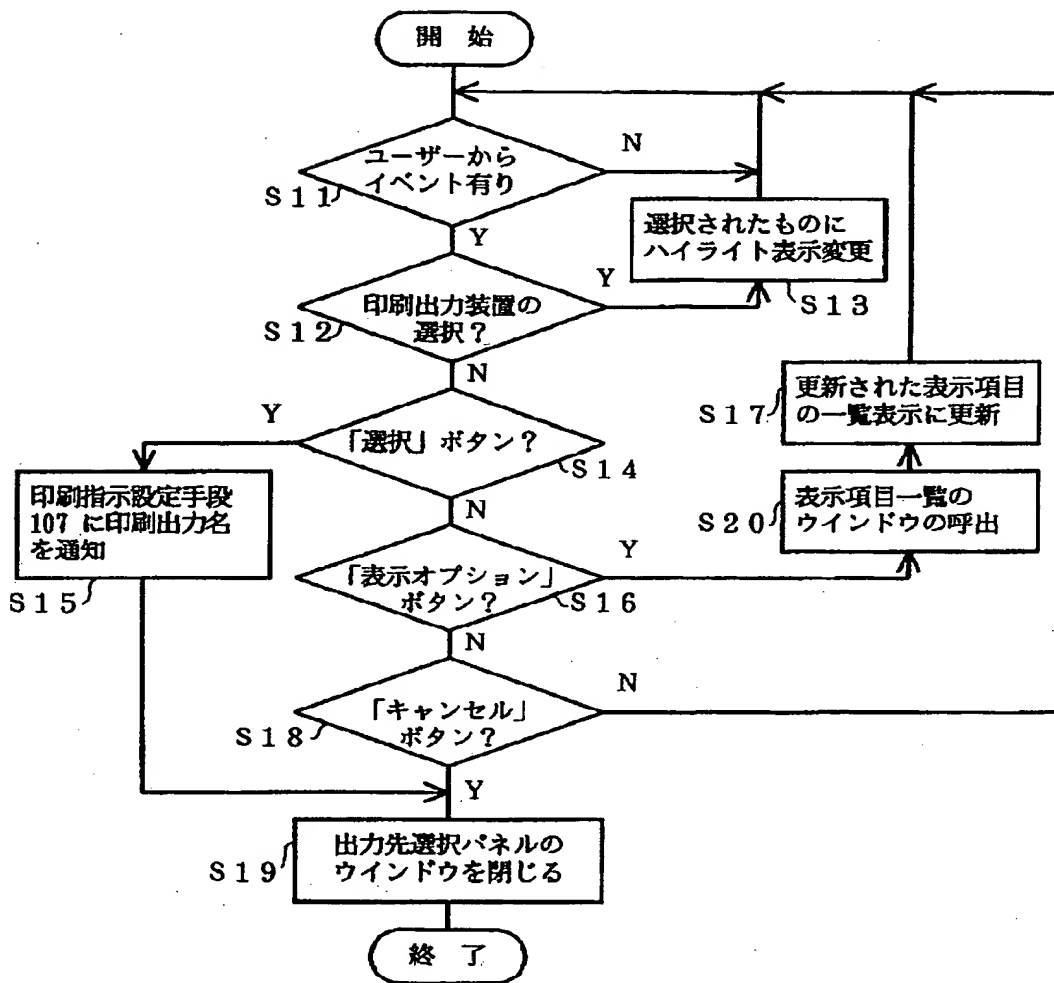 開 始
ユーザーから
イベント有り
S11
N
Y
選択されたものに
ハイライト表示変更
S13
印刷出力装置の
選択?
S12
Y
N
「選択」ボタン?
S14
Y
N
更新された表示項目
の一覧表示に更新
S17
印刷指示設定手段
107 に印刷出力名
を通知
S15
表示項目一覧の
ウインドウの呼出
S20
「表示オプション」
ボタン?
S16
Y
N
「キャンセル」
ボタン?
S18
N
Y
出力先選択パネルの
ウインドウを閉じる
S19
終 了